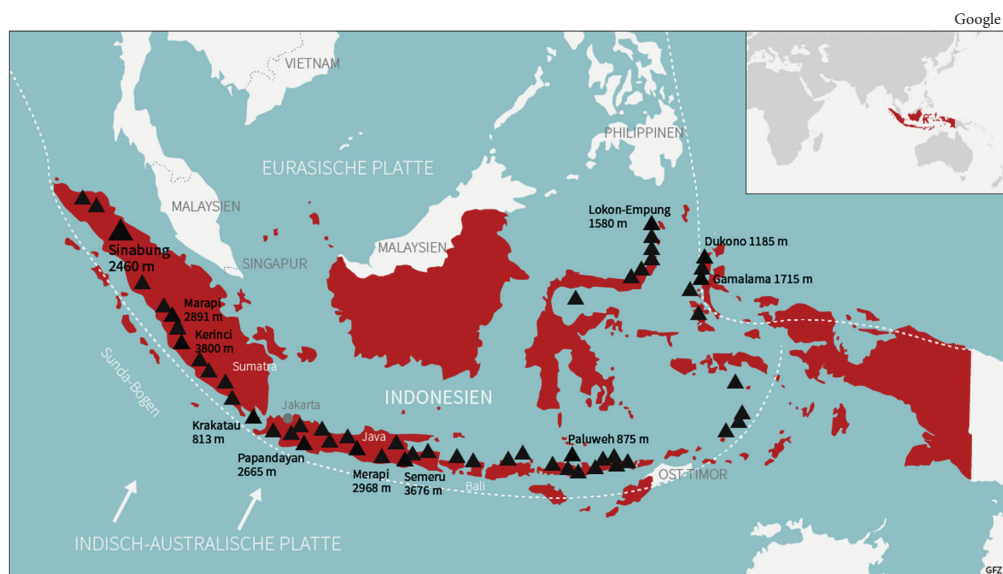 Google
VIETNAM
PHILIPPINEN
EURASISCHE PLATTE
MALAYSIEN
Lokon-Empung
1580 m
Dukono 1185 m
MALAYSIEN
Sinabung
2460 m
SINGAPUR
Gamalama 1715 m
Marapi
2891 m
Kerinci
3800 m
Sumatra
Sunda-Bogen
INDONESIEN
Jakarta
Krakatau
813 m
Java
Paluweh 875 m
Papandayan
2665 m
Merapi
2968 m
Semeru
3676 m
Bali
OST-TIMOR
INDISCH-AUSTRALISCHE PLATTE
GFZ